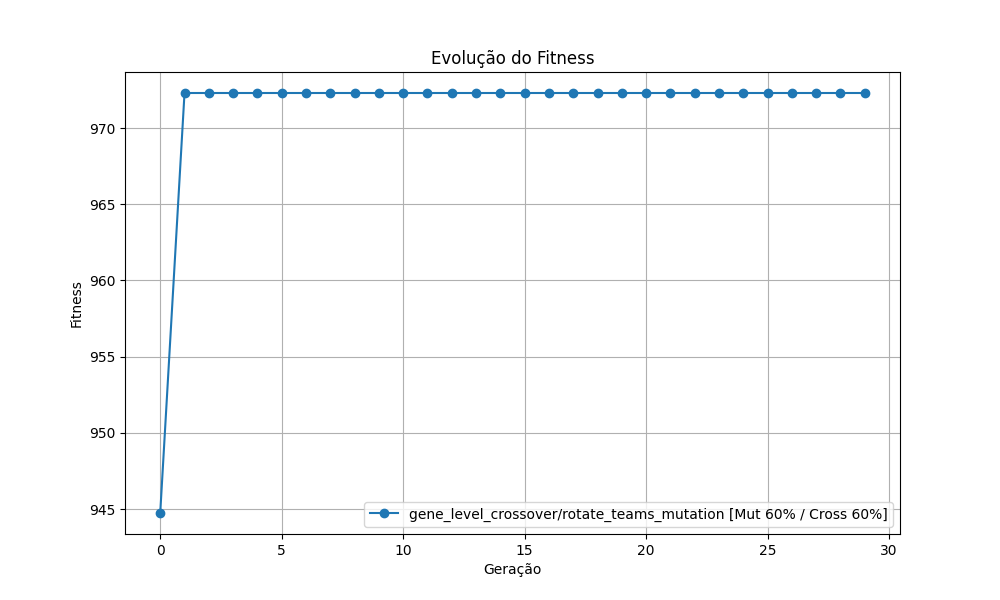 Evolução do Fitness
Fitness
970
965
960
955
950
945
gene_level_crossover/rotate_teams_mutation [Mut 60% / Cross 60%]
0 5 10 15 20 25 30
Geração